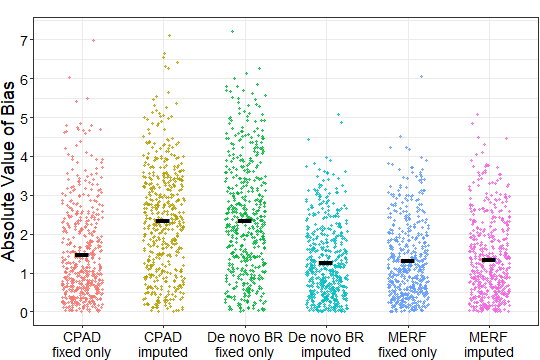 Absolute Value of Bias
7
6
5
4
3
2
1
0
CPAD fixed only
CPAD imputed
De novo BR fixed only
De novo BR imputed
MERF fixed only
MERF imputed